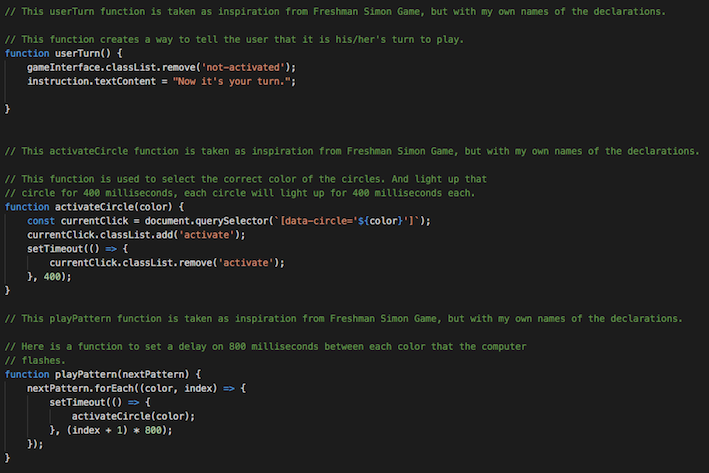 // This userTurn function is taken as inspiration from Freshman Simon Game, but with my own names of the declarations.
// This function creates a way to tell the user that it is his/her's turn to play.
function userTurn() {
gameInterface.classList.remove('not-activated');
instruction.textContent = "Now it's your turn.";
}
// This activateCircle function is taken as inspiration from Freshman Simon Game, but with my own names of the declarations.
// This function is used to select the correct color of the circles. And light up that
// circle for 400 milliseconds, each circle will light up for 400 milliseconds each.
function activateCircle(color) {
const currentClick = document.querySelector(`[data-circle='${color}']`);
currentClick.classList.add('activate');
setTimeout(() => {
currentClick.classList.remove('activate');
}, 400);
}
// This playPattern function is taken as inspiration from Freshman Simon Game, but with my own names of the declarations.
// Here is a function to set a delay on 800 milliseconds between each color that the computer
// flashes.
function playPattern(nextPattern) {
nextPattern.forEach((color, index) => {
setTimeout(() => {
activateCircle(color);
}, (index + 1) * 800);
});
}